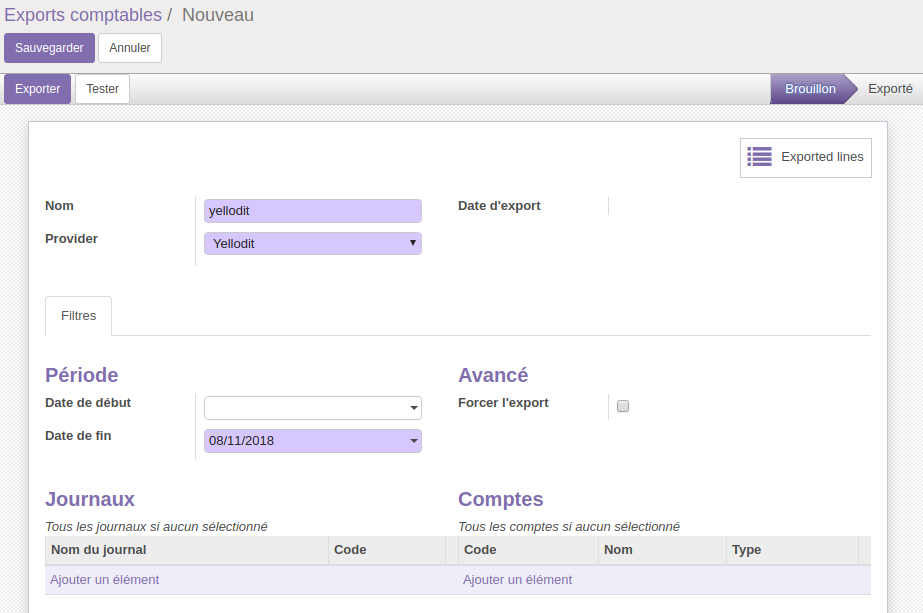 Exports comptables / Nouveau
Sauvegarder Annuler
Exporter Tester Brouillon Exporté
Exported lines
Nom yellodit Date d'export
Provider Yellodit
Filtres
Période Avancé
Date de début Forcer l'export
Date de fin 08/11/2018
Journaux Comptes
Tous les journaux si aucun sélectionné Tous les comptes si aucun sélectionné
Nom du journal Code Code Nom Type
Ajouter un élément Ajouter un élément